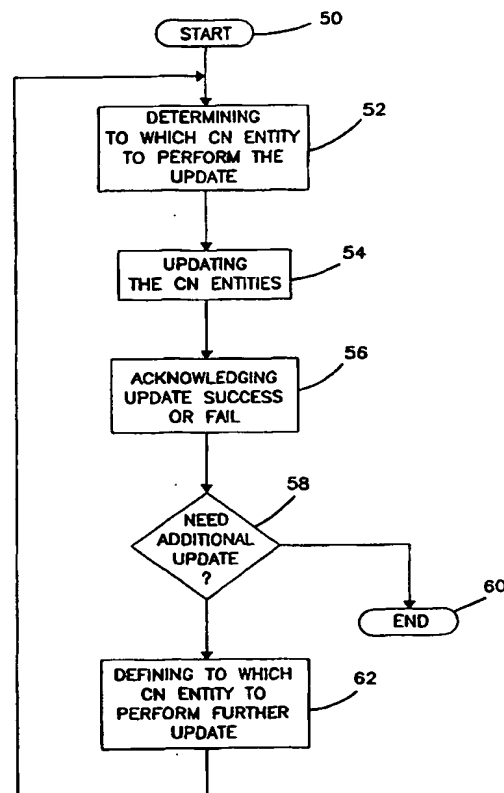 START
50
DETERMINING
TO WHICH CN ENTITY
TO PERFORM THE
UPDATE
52
UPDATING
THE CN ENTITIES
54
ACKNOWLEDGING
UPDATE SUCCESS
OR FAIL
56
NEED
ADDITIONAL
UPDATE
?
58
END
60
DEFINING TO WHICH
CN ENTITY TO
PERFORM FURTHER
UPDATE
62